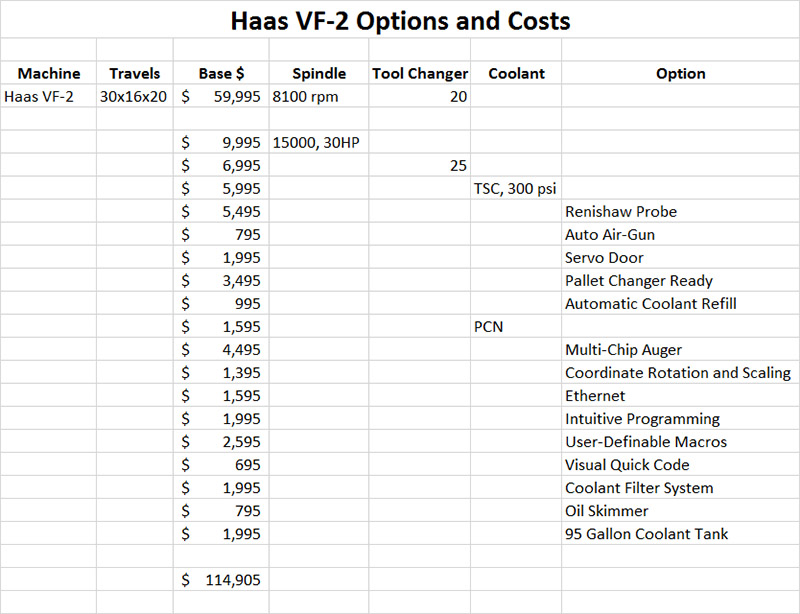 Haas VF-2 Options and Costs
Machine Travels Base $ Spindle Tool Changer Coolant Option
Haas VF-2 30x16x20 $ 59,995 8100 rpm 20
$ 9,995 15000, 30HP
$ 6,995 25
$ 5,995 TSC, 300 psi
$ 5,495 Renishaw Probe
$ 795 Auto Air-Gun
$ 1,995 Servo Door
$ 3,495 Pallet Changer Ready
$ 995 Automatic Coolant Refill
$ 1,595 PCN
$ 4,495 Multi-Chip Auger
$ 1,395 Coordinate Rotation and Scaling
$ 1,595 Ethernet
$ 1,995 Intuitive Programming
$ 2,595 User-Definable Macros
$ 695 Visual Quick Code
$ 1,995 Coolant Filter System
$ 795 Oil Skimmer
$ 1,995 95 Gallon Coolant Tank
$ 114,905